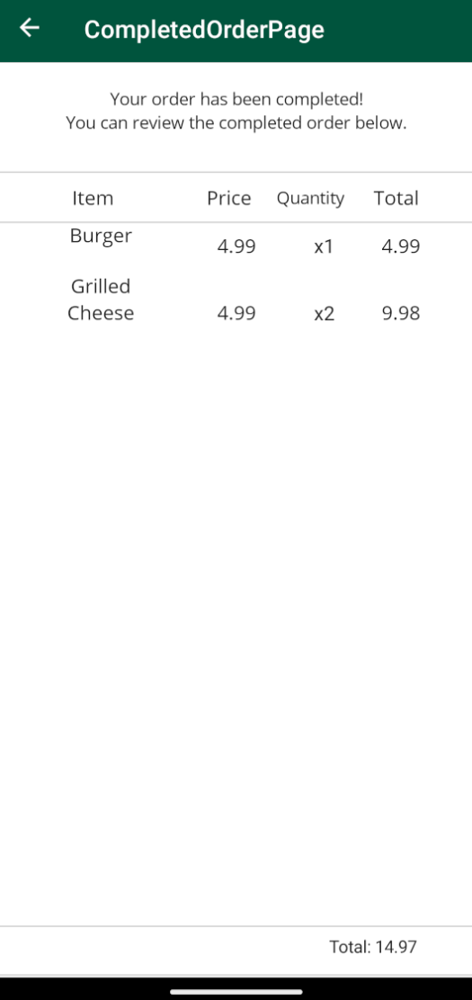 CompletedOrderPage
Your order has been completed!
You can review the completed order below.
Item Price Quantity Total
Burger 4.99 x1 4.99
Grilled
Cheese 4.99 x2 9.98
Total: 14.97